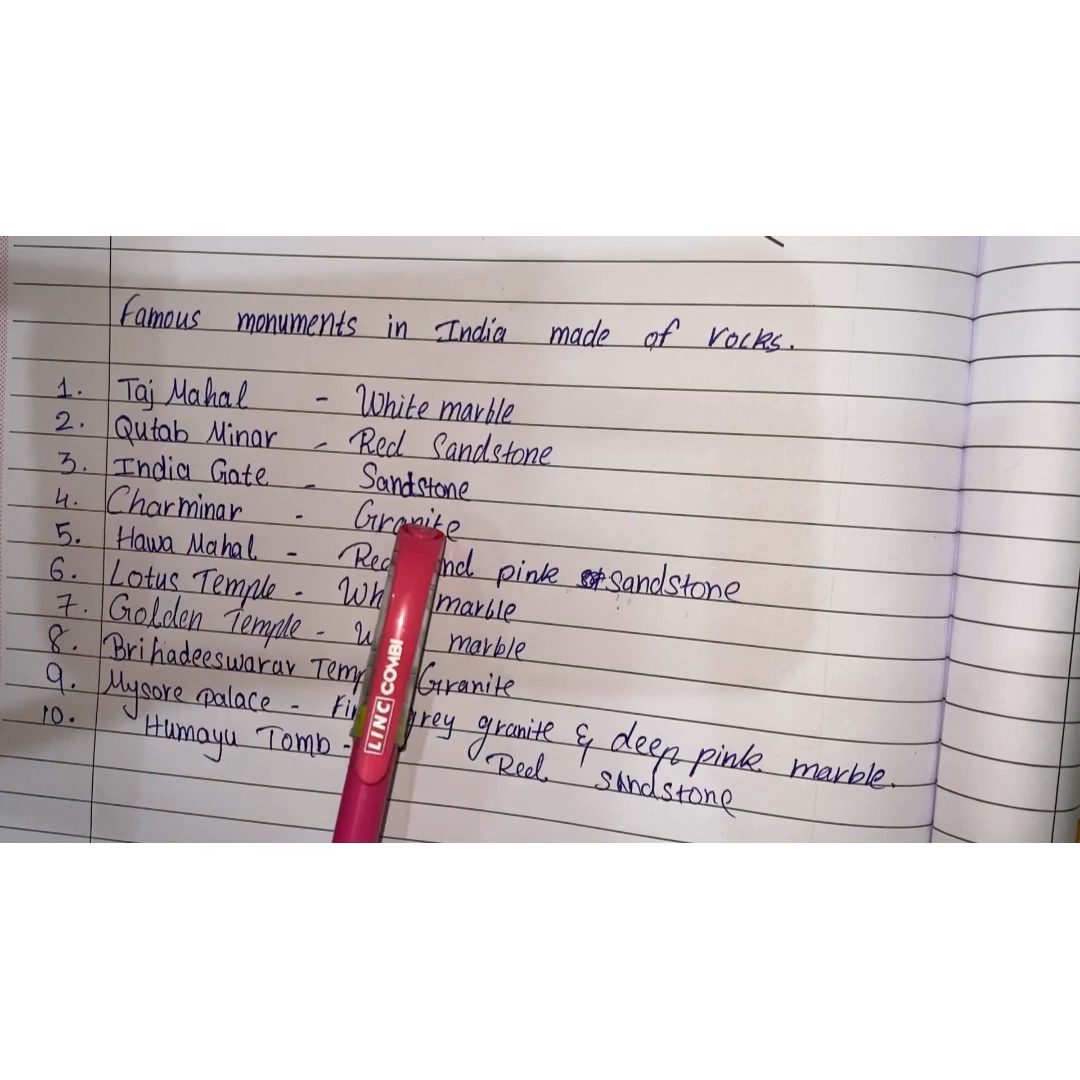 Famous monuments in India made of rocks.
1. Taj Mahal - White marble
2. Qutab Minar - Red Sandstone
3. India Gate - Sandstone
4. Charminar - Granite
5. Hawa Mahal - pink sandstone
6. Lotus Temple - marble
7. Golden Temple - marble
8. Brihadeeswarar Granite
9. Mysore palace - grey granite & deep pink marble.
10. Humayu Tomb - Red sandstone
LINC COMBI